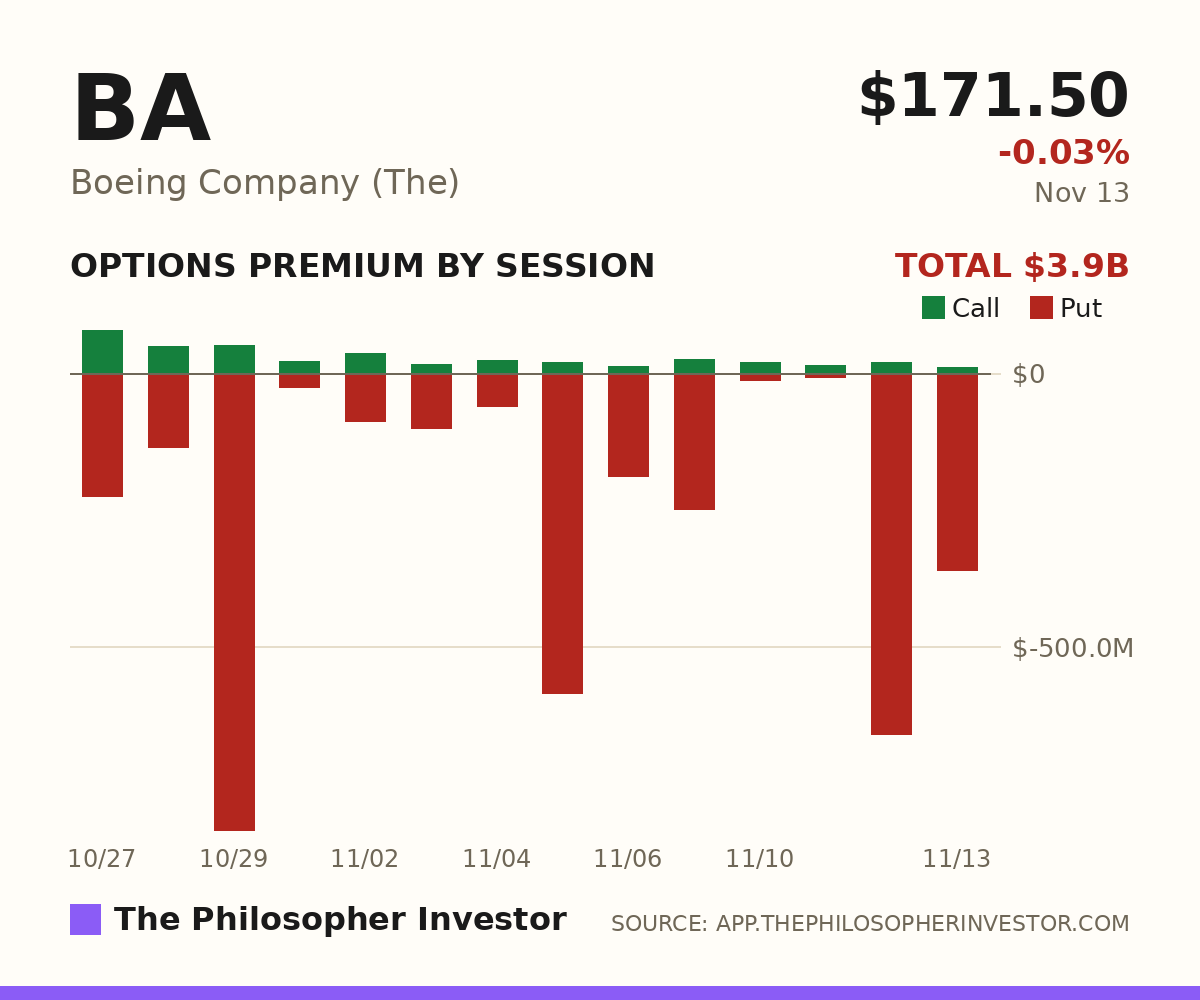 BA
$171.50
-0.03%
Boeing Company (The)
Nov 13
OPTIONS PREMIUM BY SESSION
TOTAL $3.9B
Call
Put
$0
$-500.0M
10/27
10/29
11/02
11/04
11/06
11/10
11/13
The Philosopher Investor
SOURCE: APP.THEPHILOSOPHERINVESTOR.COM